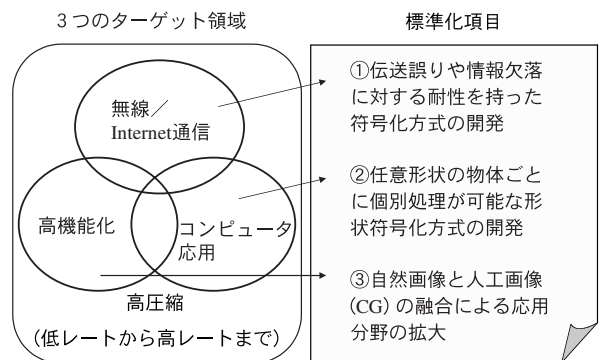 3つのターゲット領域
無線／
Internet通信
高機能化
コンピュータ
応用
高圧縮
（低レートから高レートまで）
標準化項目
①伝送誤りや情報欠落
に対する耐性を持った
符号化方式の開発
②任意形状の物体ごと
に個別処理が可能な形
状符号化方式の開発
③自然画像と人工画像
(CG) の融合による応用
分野の拡大